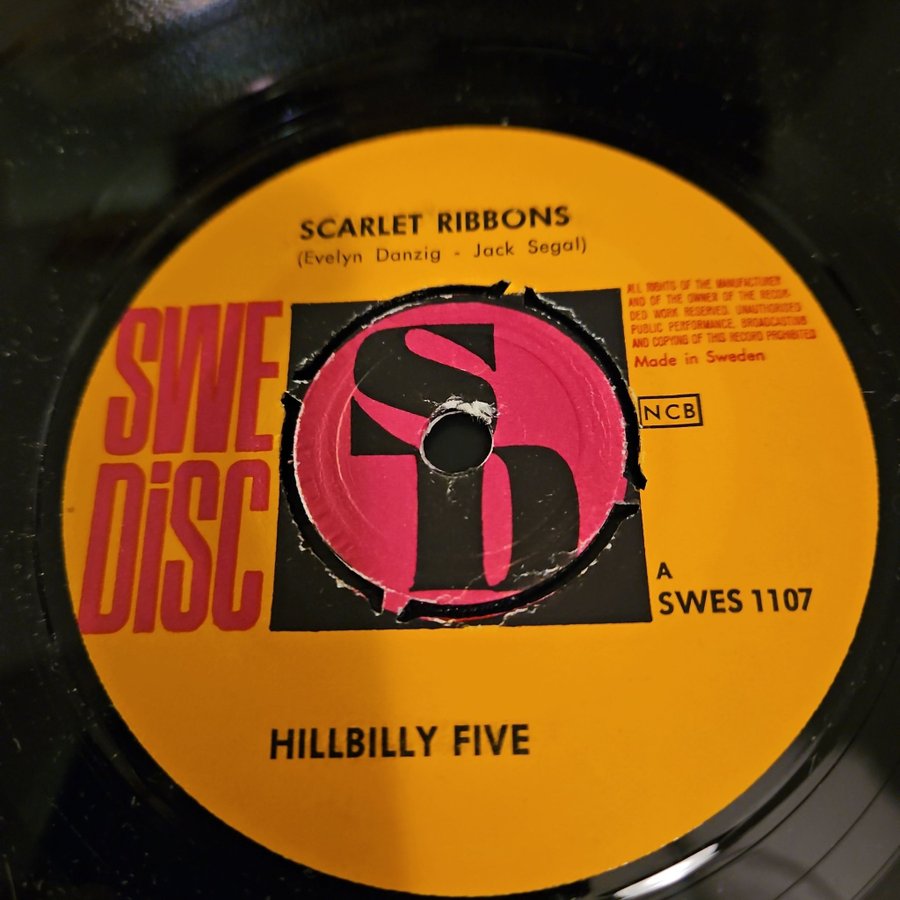 SCARLET RIBBONS
(Evelyn Danzig - Jack Segal)
SWE
DiSC
SD
ALL RIGHTS OF THE MANUFACTURER
AND OF THE OWNER OF THE RECOR-
DED WORK RESERVED. UNAUTHORISED
PUBLIC PERFORMANCE, BROADCASTING
AND COPYING OF THIS RECORD PROHIBITED
Made in Sweden
NCB
A
SWES 1107
HILLBILLY FIVE